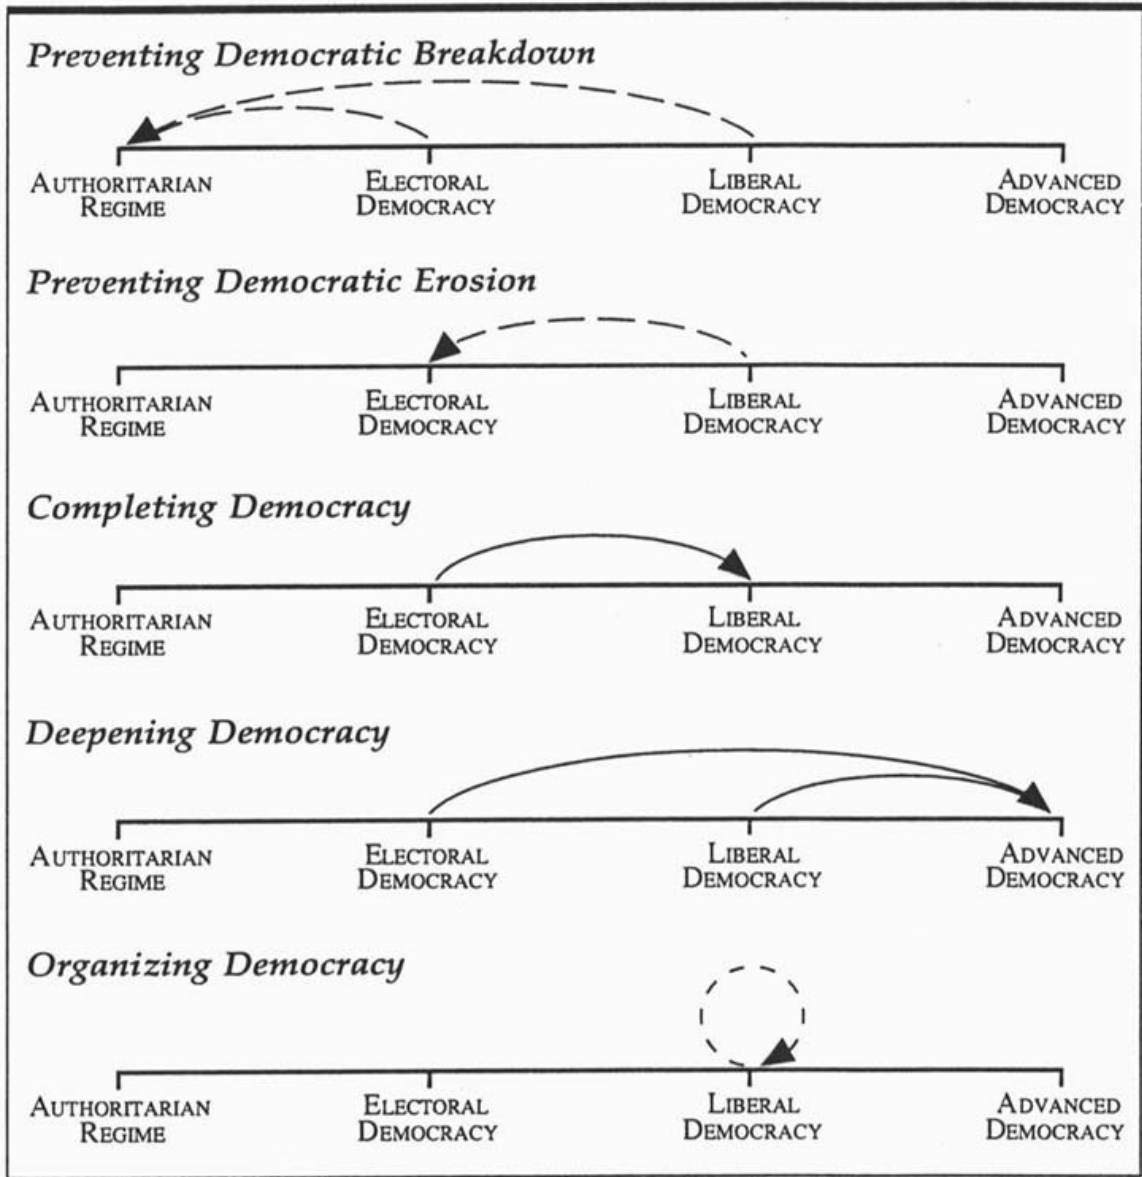 Preventing Democratic Breakdown
AUTHORITARIAN REGIME
ELECTORAL DEMOCRACY
LIBERAL DEMOCRACY
ADVANCED DEMOCRACY
Preventing Democratic Erosion
AUTHORITARIAN REGIME
ELECTORAL DEMOCRACY
LIBERAL DEMOCRACY
ADVANCED DEMOCRACY
Completing Democracy
AUTHORITARIAN REGIME
ELECTORAL DEMOCRACY
LIBERAL DEMOCRACY
ADVANCED DEMOCRACY
Deepening Democracy
AUTHORITARIAN REGIME
ELECTORAL DEMOCRACY
LIBERAL DEMOCRACY
ADVANCED DEMOCRACY
Organizing Democracy
AUTHORITARIAN REGIME
ELECTORAL DEMOCRACY
LIBERAL DEMOCRACY
ADVANCED DEMOCRACY